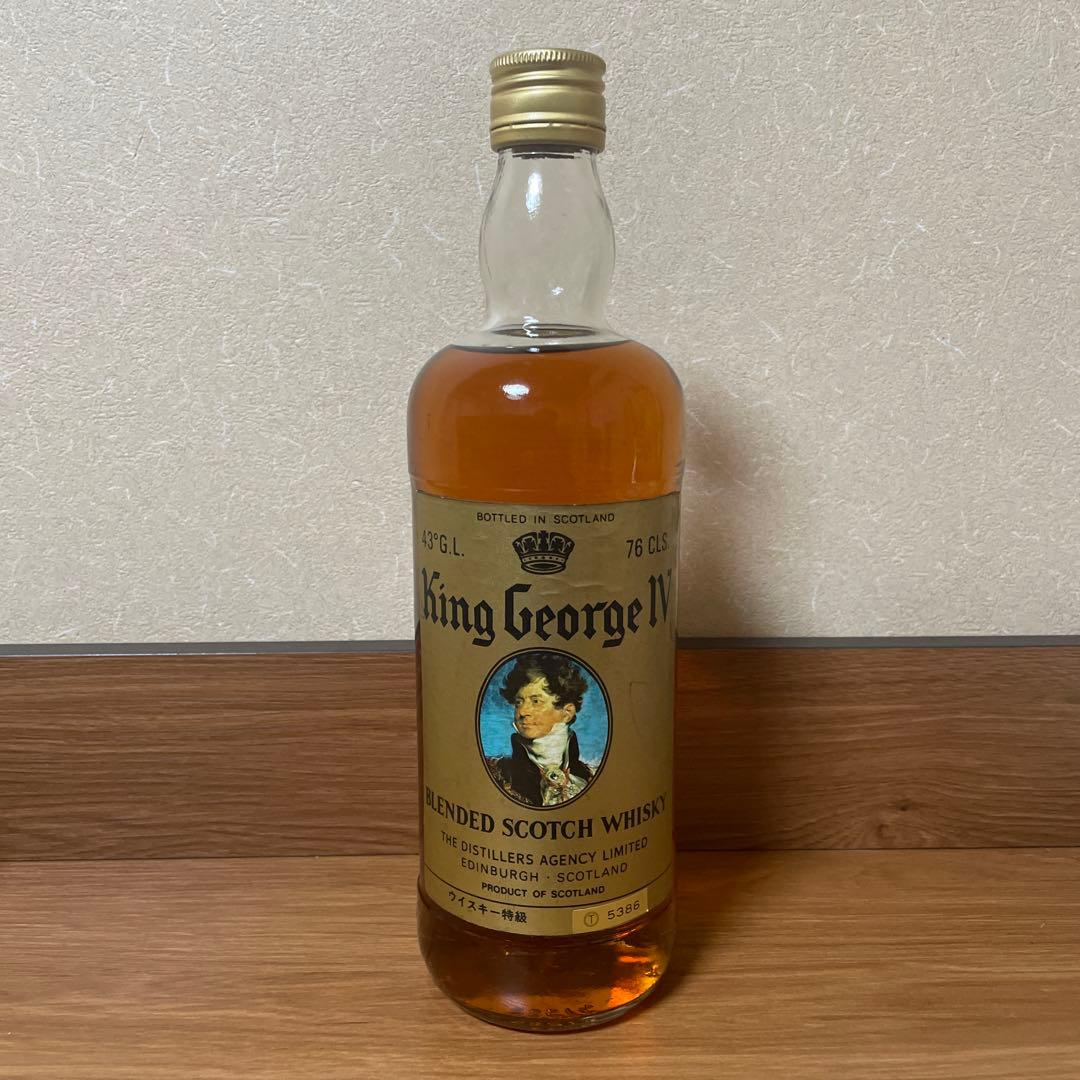 BOTTLED IN SCOTLAND
43°G.L.
76 CLS.
King George IV
BLENDED SCOTCH WHISKY
THE DISTILLERS AGENCY LIMITED
EDINBURGH · SCOTLAND
PRODUCT OF SCOTLAND
ウイスキー特級
Ⓣ 5386